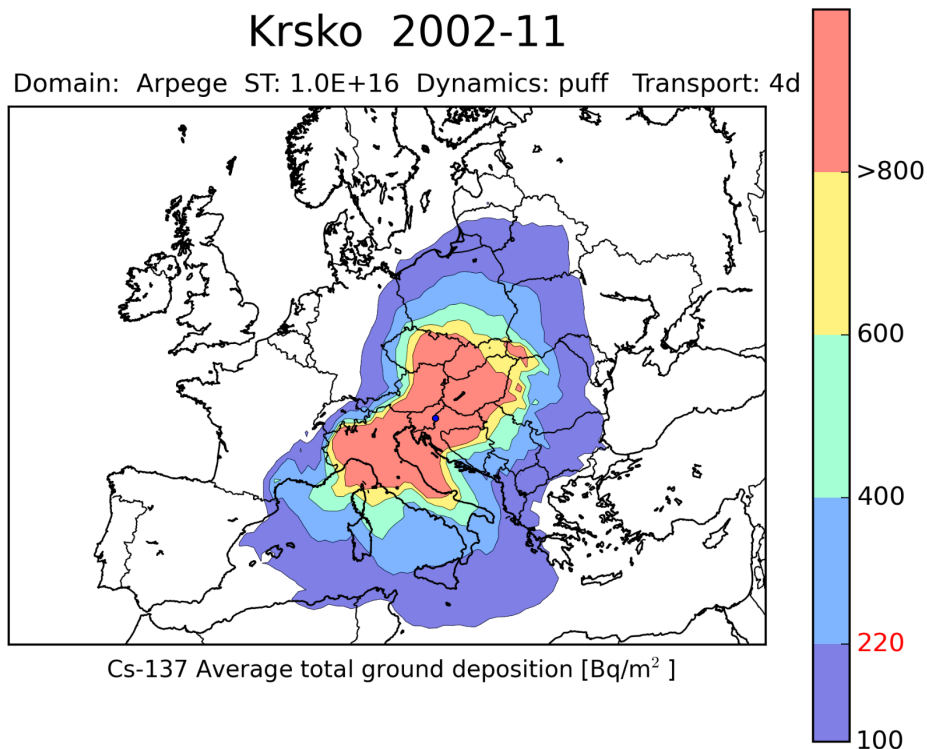 Krsko 2002-11
Domain: Arpege ST: 1.0E+16 Dynamics: puff Transport: 4d
>800
600
400
220
100
Cs-137 Average total ground deposition [Bq/m² ]